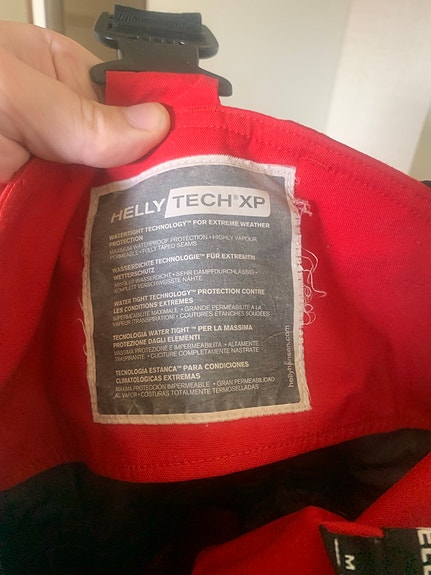 HELLY TECH® XP
WATERTIGHT TECHNOLOGY™ FOR EXTREME WEATHER
PROTECTION
MAXIMUM WATERPROOF PROTECTION • HIGHLY VAPOUR
PERMEABLE • FULLY TAPED SEAMS
WASSERDICHTE TECHNOLOGIE™ FÜR EXTREMEN
WETTERSCHUTZ
ABSOLUT WASSERDICHT • SEHR DAMPFDURCHLÄSSIG •
KOMPLETT VERSCHWEISSTE NÄHTE
WATER TIGHT TECHNOLOGY™ PROTECTION CONTRE
LES CONDITIONS EXTREMES
IMPERMÉABILITÉ MAXIMALE • GRANDE PERMEABILITE A LA
VAPEUR (TRANSPIRATION) • COUTURES ÉTANCHES SOUDÉES
TECNOLOGIA WATER TIGHT™ PER LA MASSIMA
PROTEZIONE DAGLI ELEMENTI
MASSIMA PROTEZIONE E IMPERMEABILITÀ • ALTAMENTE
TRASPIRANTE • CUCITURE COMPLETAMENTE NASTRATE
TECNOLOGÍA ESTANCA™ PARA CONDICIONES
CLIMATOLÓGICAS EXTREMAS
MÁXIMA PROTECCIÓN IMPERMEABLE • GRAN PERMEABILIDAD
AL VAPOR • COSTURAS TOTALMENTE TERMOSELLADAS
hellyhansen.com
M